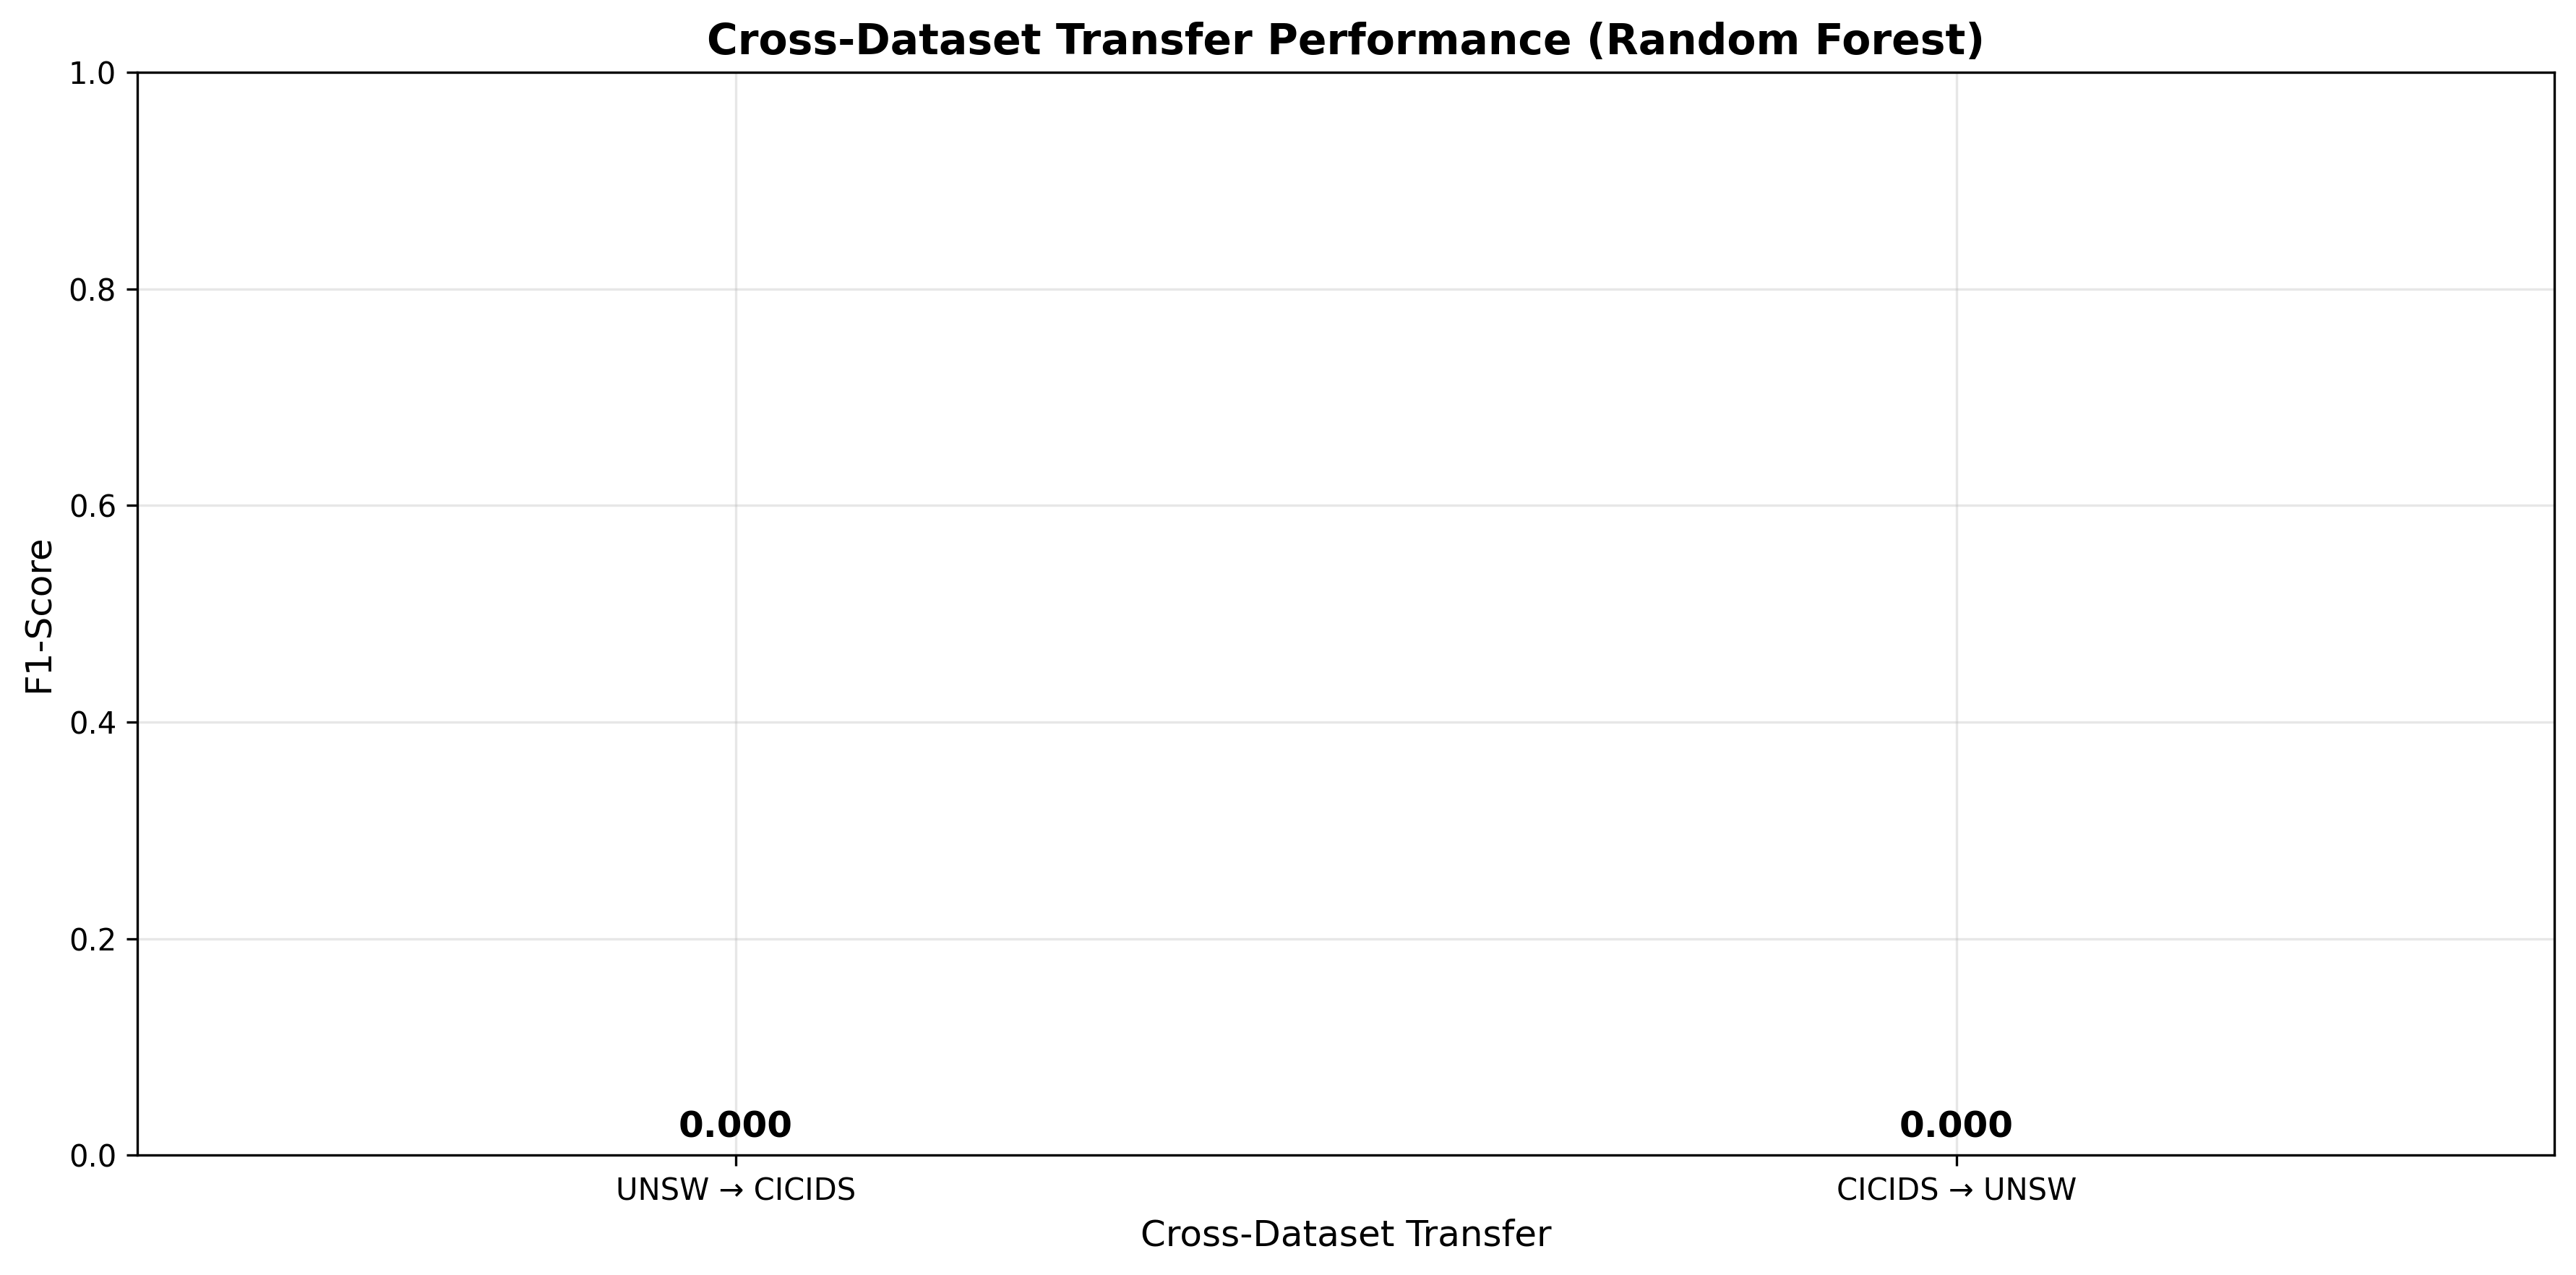 Cross-Dataset Transfer Performance (Random Forest)
1.0
0.8
0.6
0.4
0.2
0.0
F1-Score
0.000
0.000
UNSW → CICIDS
CICIDS → UNSW
Cross-Dataset Transfer